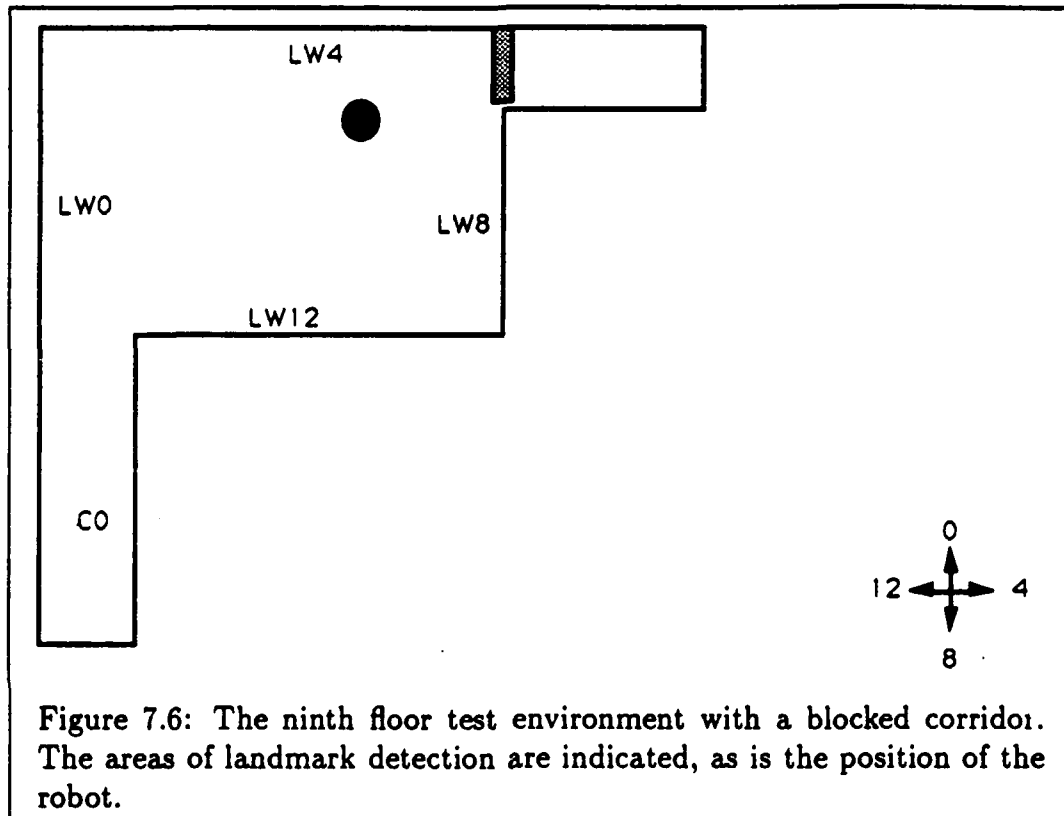 LW4
LW0
LW8
LW12
C0
0
12 4
8
Figure 7.6: The ninth floor test environment with a blocked corridor.
The areas of landmark detection are indicated, as is the position of the
robot.